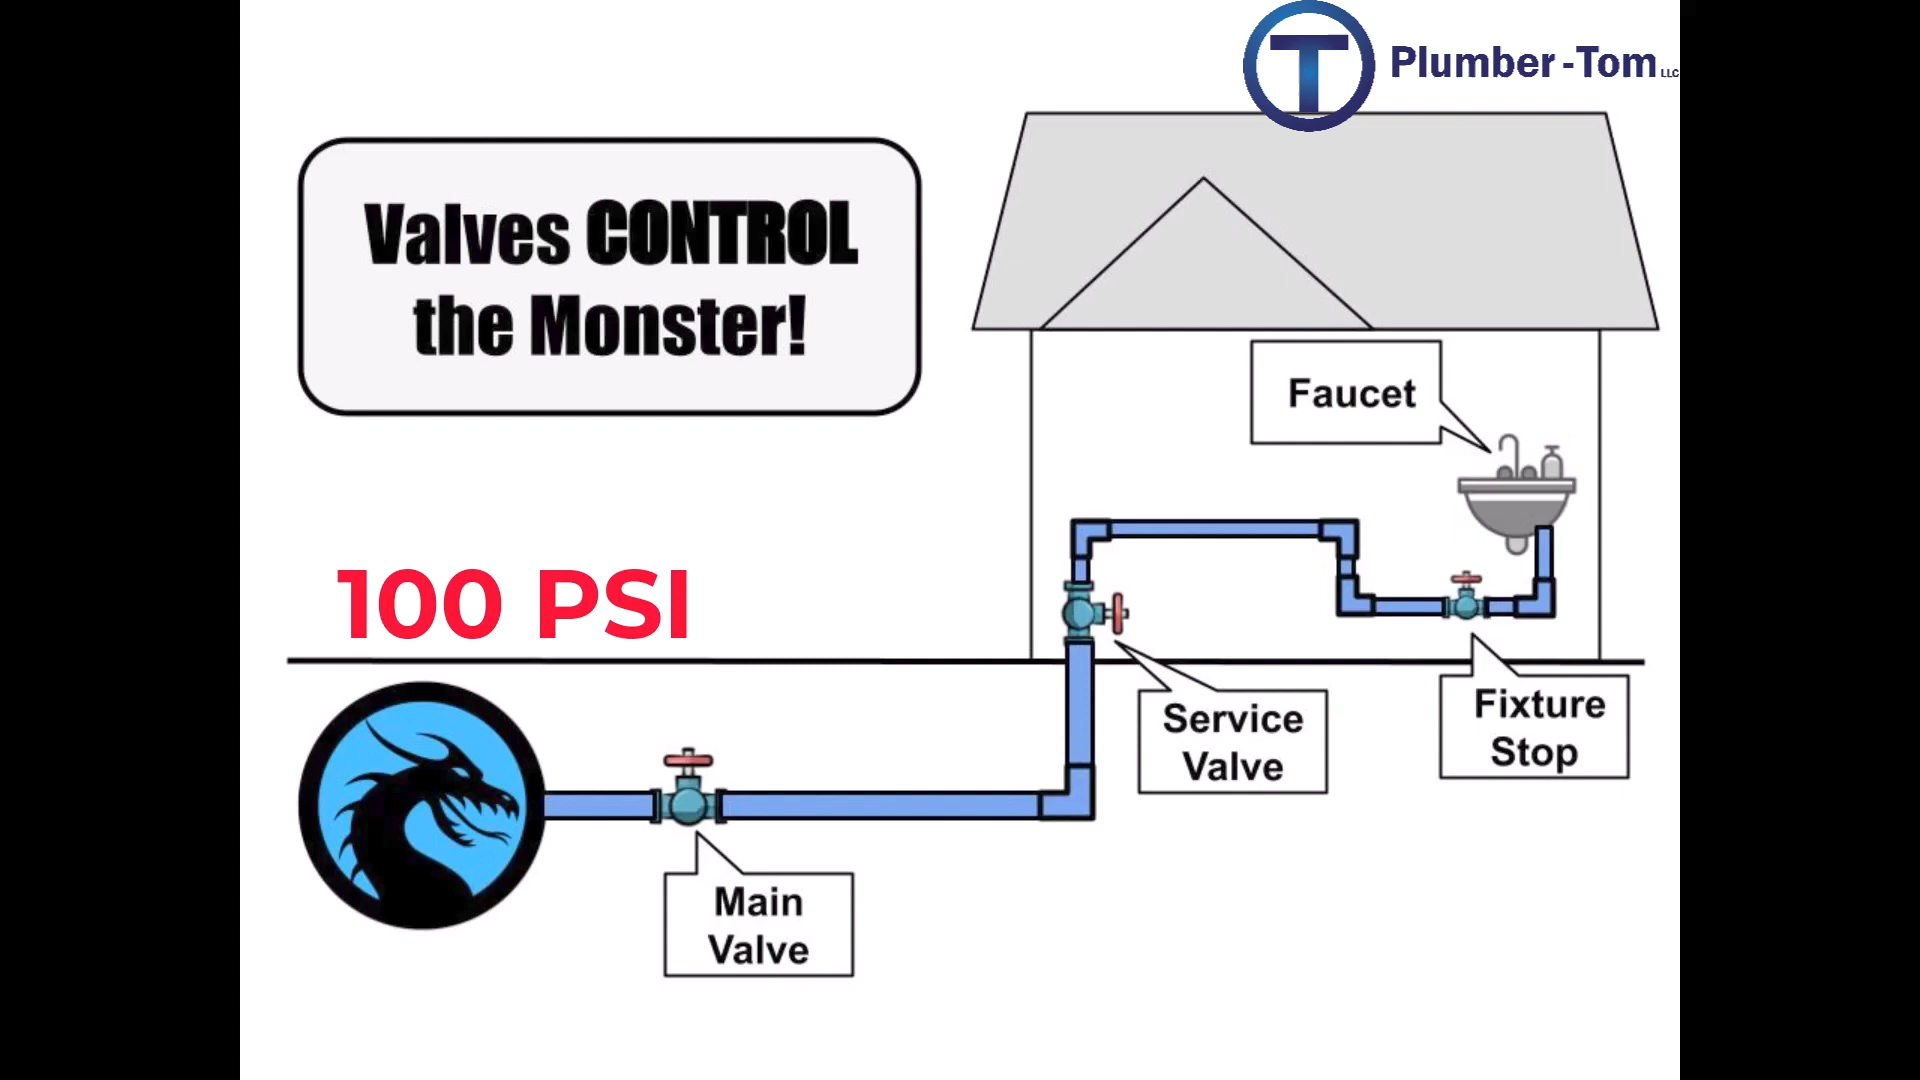 T Plumber-Tom LLC
Valves CONTROL
the Monster!
Faucet
100 PSI
Service
Valve
Fixture
Stop
Main
Valve